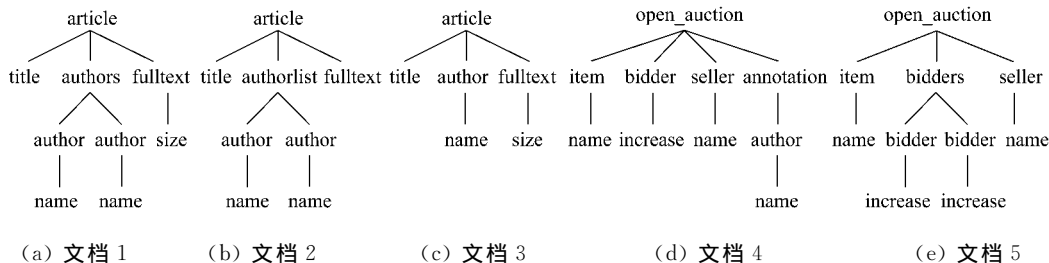 article article article open_auction open_auction
title authors fulltext title authorlist fulltext title author fulltext item bidder seller annotation item bidders seller
author author size author author name size name increase name author name bidder bidder name
name name name name name increase increase
(a) 文档 1 (b) 文档 2 (c) 文档 3 (d) 文档 4 (e) 文档 5